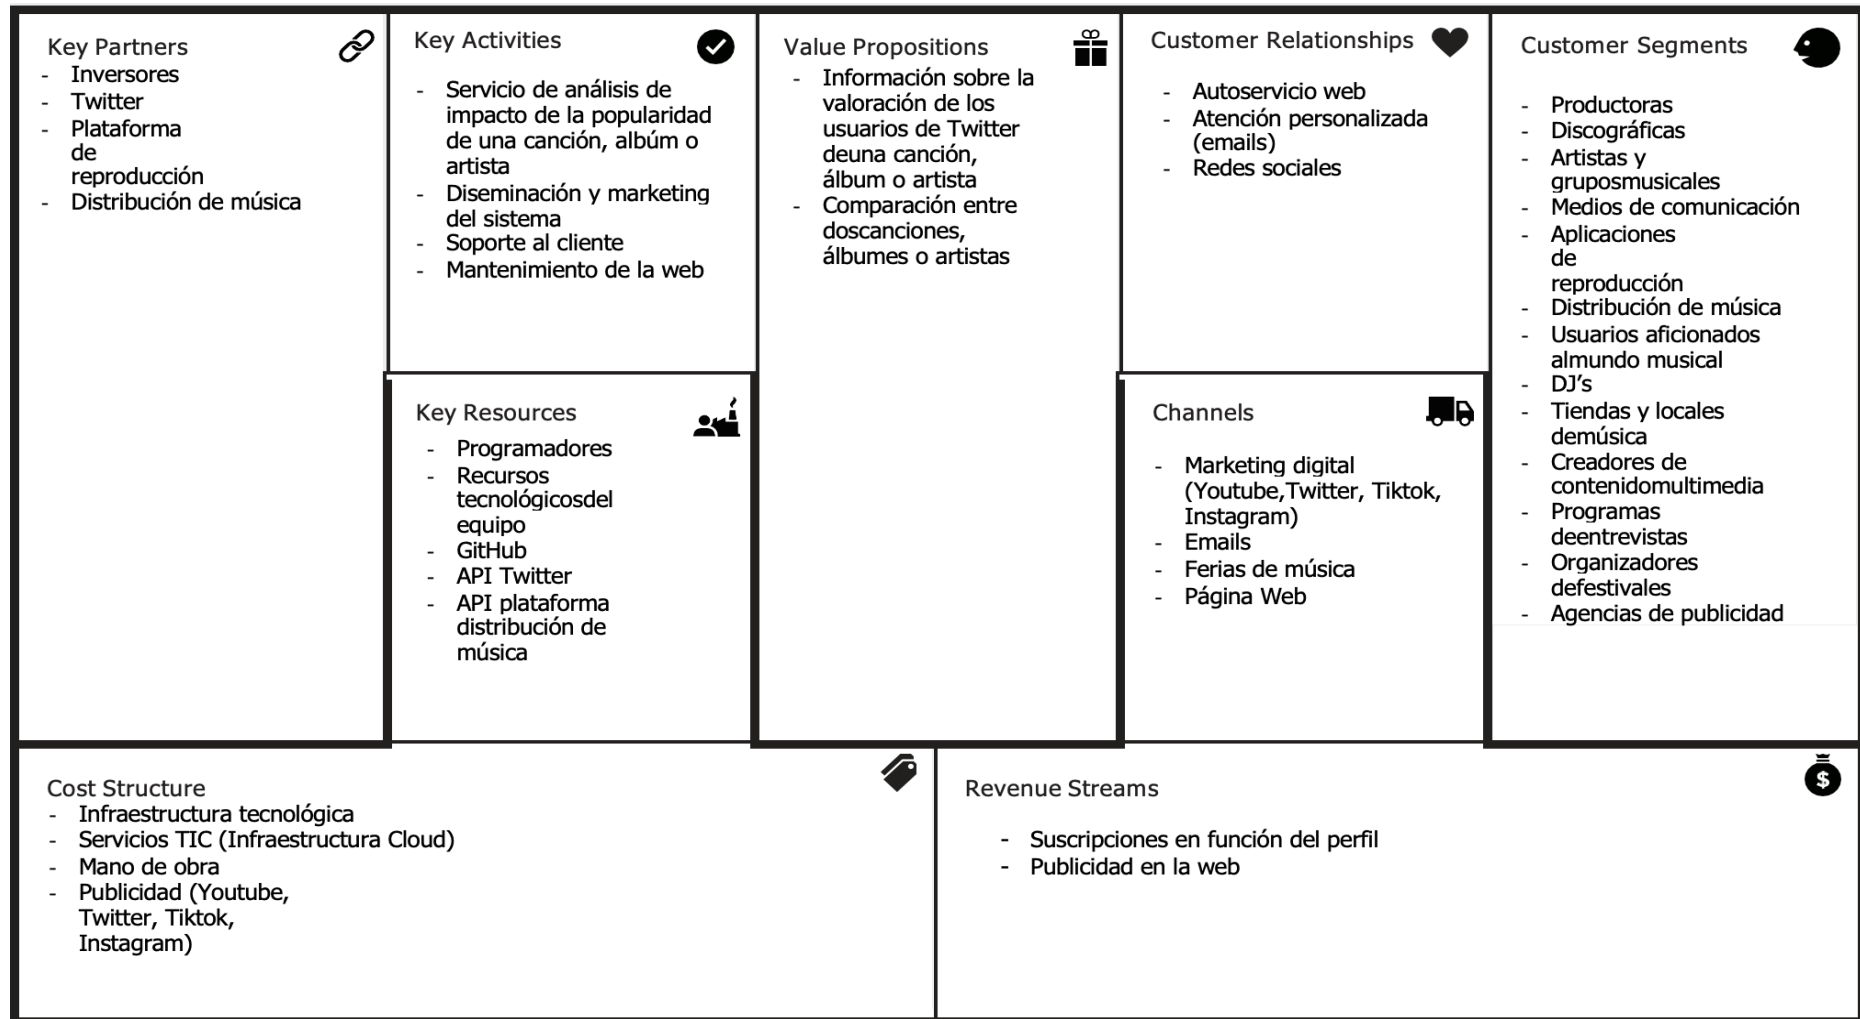 Key Partners
- Inversores
- Twitter
- Plataforma
de
reproducción
- Distribución de música
Key Activities
- Servicio de análisis de
impacto de la popularidad
de una canción, albúm o
artista
- Diseminación y marketing
del sistema
- Soporte al cliente
- Mantenimiento de la web
Key Resources
- Programadores
- Recursos
tecnológicosdel
equipo
- GitHub
- API Twitter
- API plataforma
distribución de
música
Value Propositions
- Información sobre la
valoración de los
usuarios de Twitter
deuna canción,
álbum o artista
- Comparación entre
doscanciones,
álbumes o artistas
Customer Relationships
- Autoservicio web
- Atención personalizada
(emails)
- Redes sociales
Channels
- Marketing digital
(Youtube,Twitter, Tiktok,
Instagram)
- Emails
- Ferias de música
- Página Web
Customer Segments
- Productoras
- Discográficas
- Artistas y
gruposmusicales
- Medios de comunicación
- Aplicaciones
de
reproducción
- Distribución de música
- Usuarios aficionados
almundo musical
- DJ's
- Tiendas y locales
demúsica
- Creadores de
contenidomultimedia
- Programas
deentrevistas
- Organizadores
defestivales
- Agencias de publicidad
Cost Structure
- Infraestructura tecnológica
- Servicios TIC (Infraestructura Cloud)
- Mano de obra
- Publicidad (Youtube,
Twitter, Tiktok,
Instagram)
Revenue Streams
- Suscripciones en función del perfil
- Publicidad en la web
$